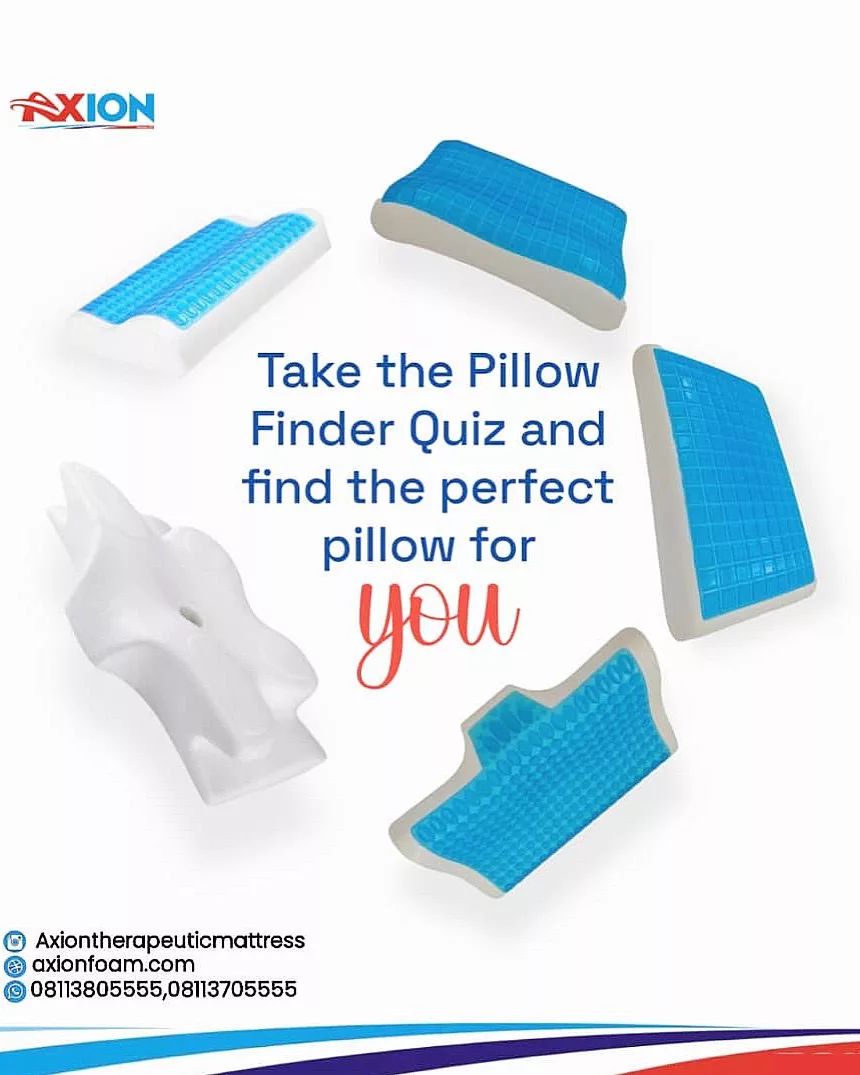 AXION
Take the Pillow
Finder Quiz and
find the perfect
pillow for
you
Axiontherapeuticmattress
axionfoam.com
08113805555,08113705555